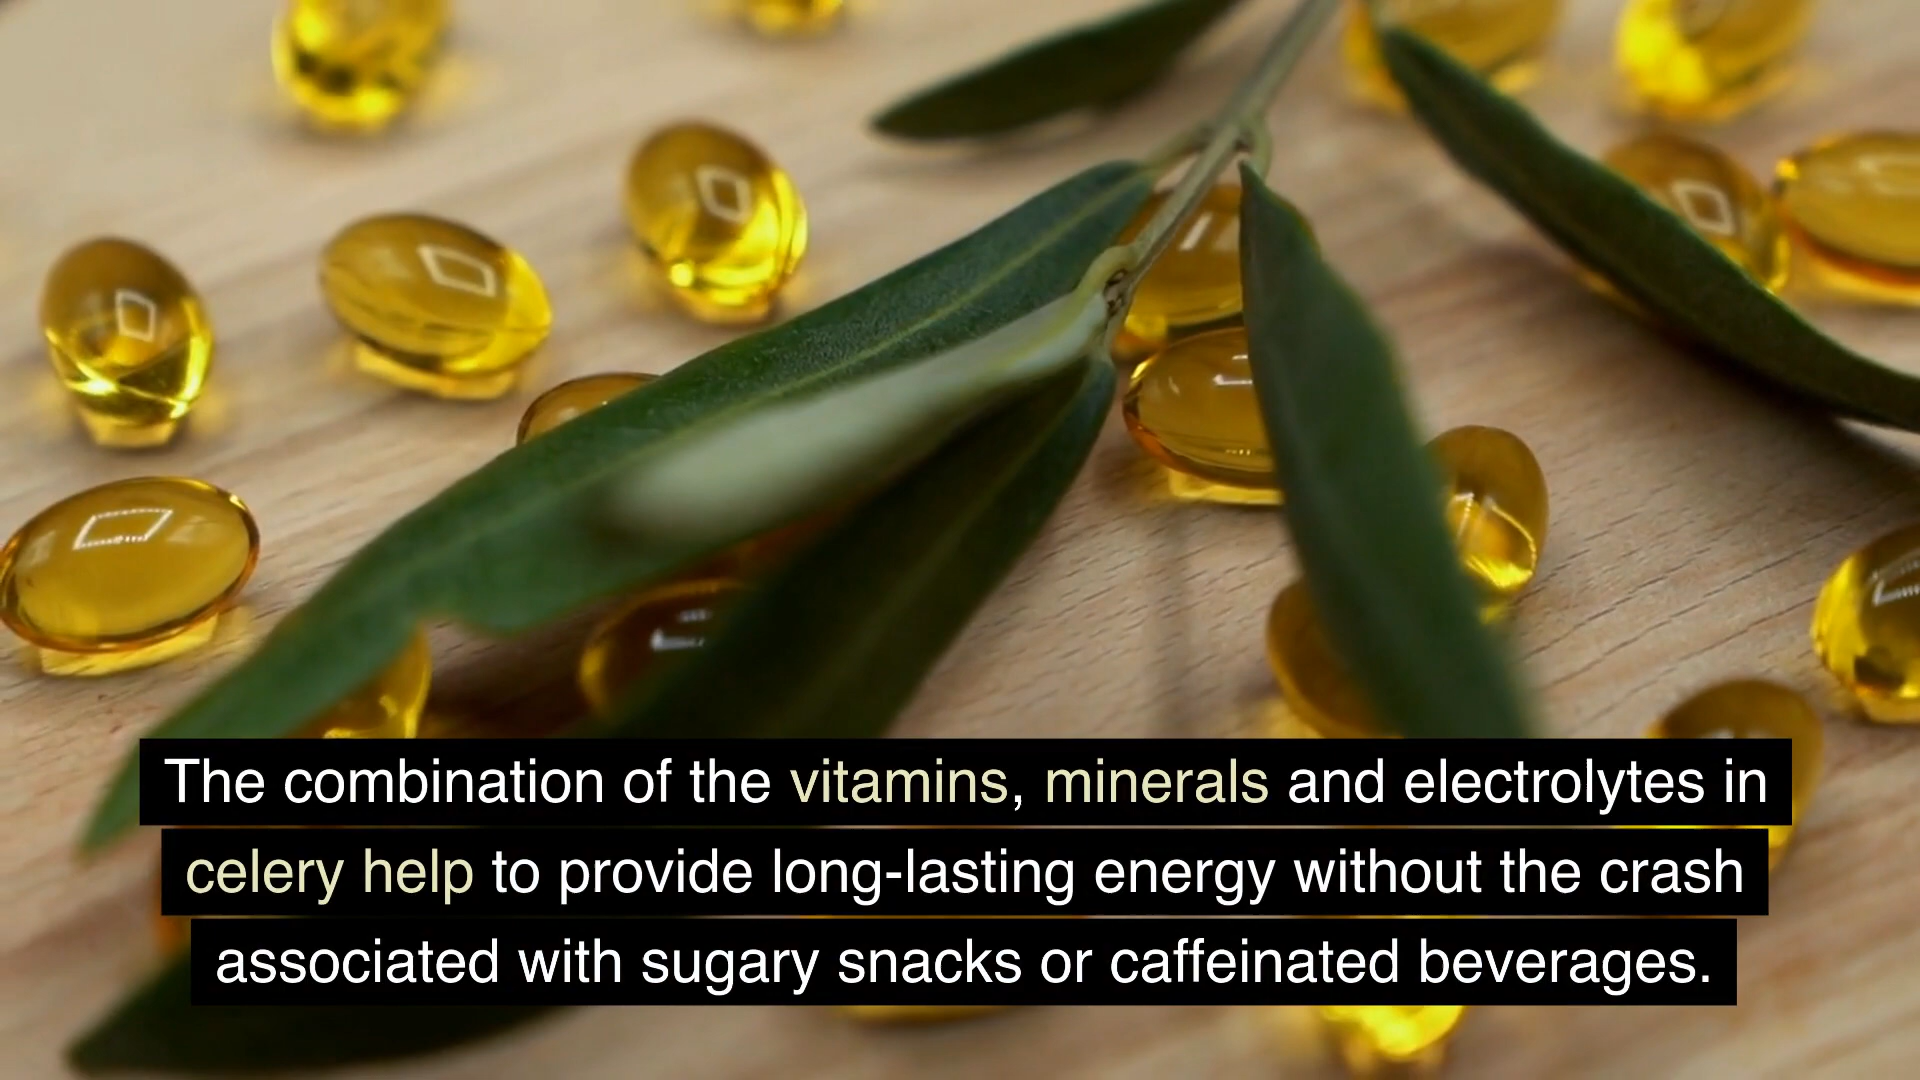 The combination of the vitamins, minerals and electrolytes in
celery help to provide long-lasting energy without the crash
associated with sugary snacks or caffeinated beverages.